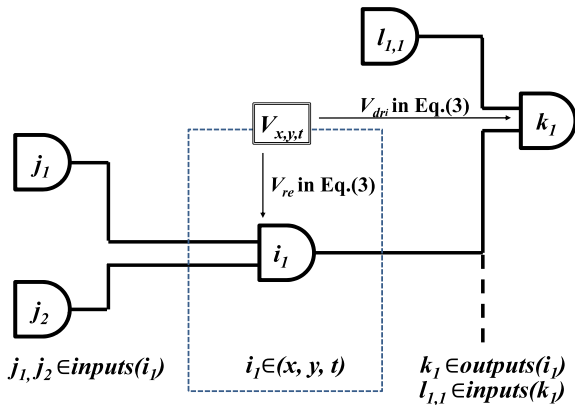 l1,1
Vdri in Eq.(3)
k1
Vx,y,t
j1
Vre in Eq.(3)
i1
j2
j1, j2∈inputs(i1)
i1∈(x, y, t)
k1∈outputs(i1)
l1,1∈inputs(k1)